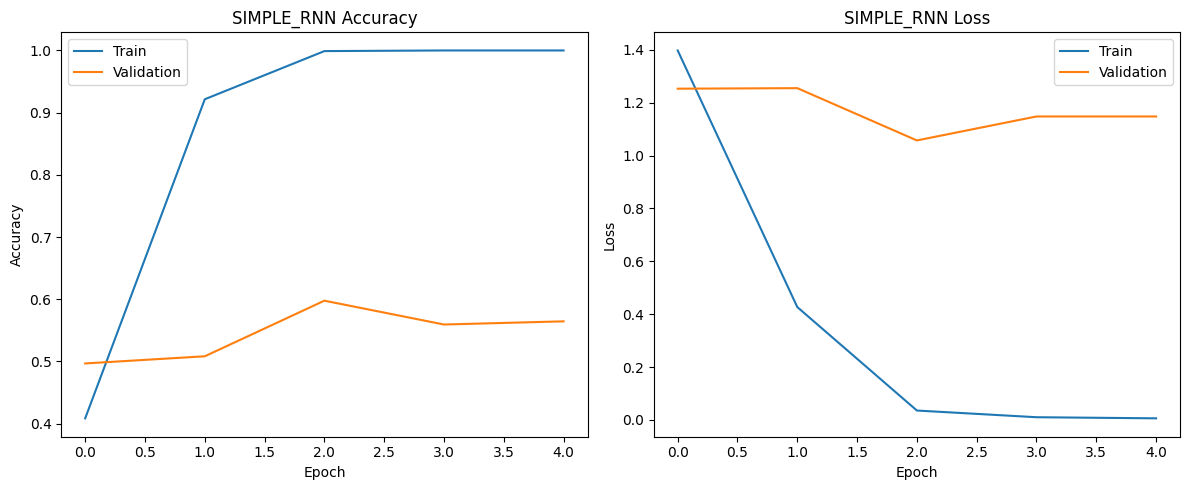 SIMPLE_RNN Accuracy
Train
Validation
1.0
0.9
0.8
0.7
0.6
0.5
0.4
Accuracy
0.0 0.5 1.0 1.5 2.0 2.5 3.0 3.5 4.0
Epoch
SIMPLE_RNN Loss
Train
Validation
1.4
1.2
1.0
0.8
0.6
0.4
0.2
0.0
Loss
0.0 0.5 1.0 1.5 2.0 2.5 3.0 3.5 4.0
Epoch